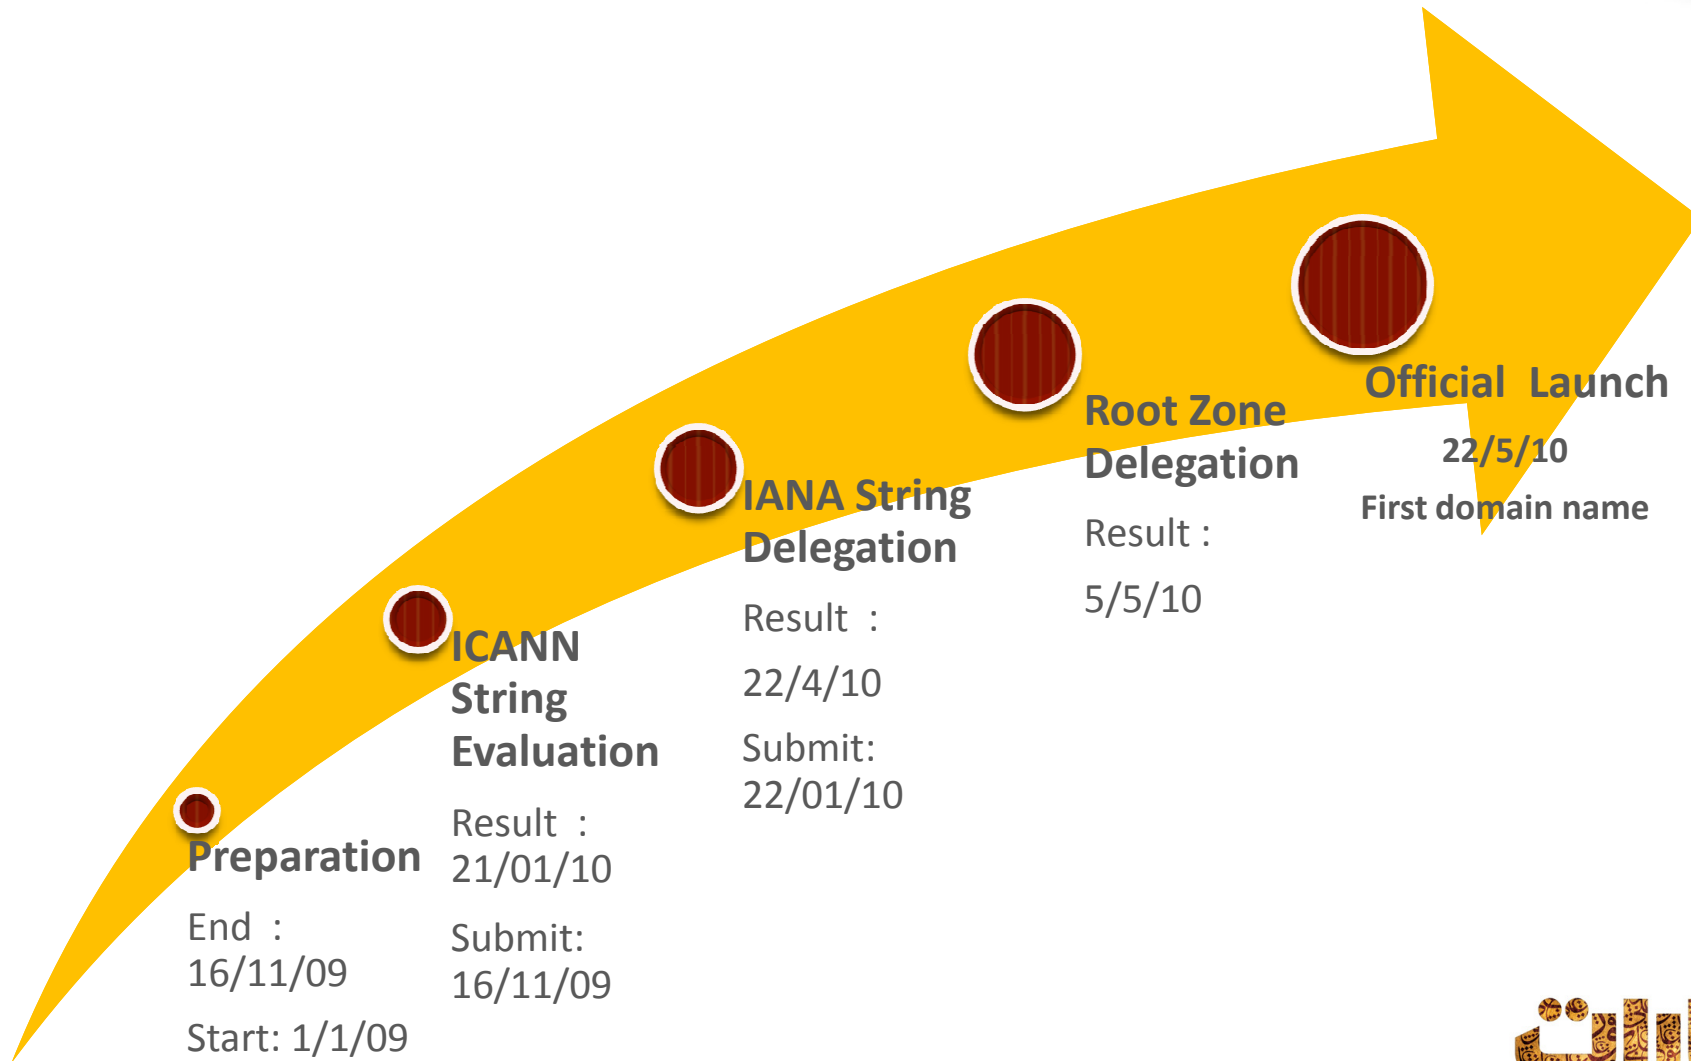 Preparation
End :
16/11/09
Start: 1/1/09
ICANN
String
Evaluation
Result :
21/01/10
Submit:
16/11/09
IANA String
Delegation
Result :
22/4/10
Submit:
22/01/10
Root Zone
Delegation
Result :
5/5/10
Official Launch
22/5/10
First domain name